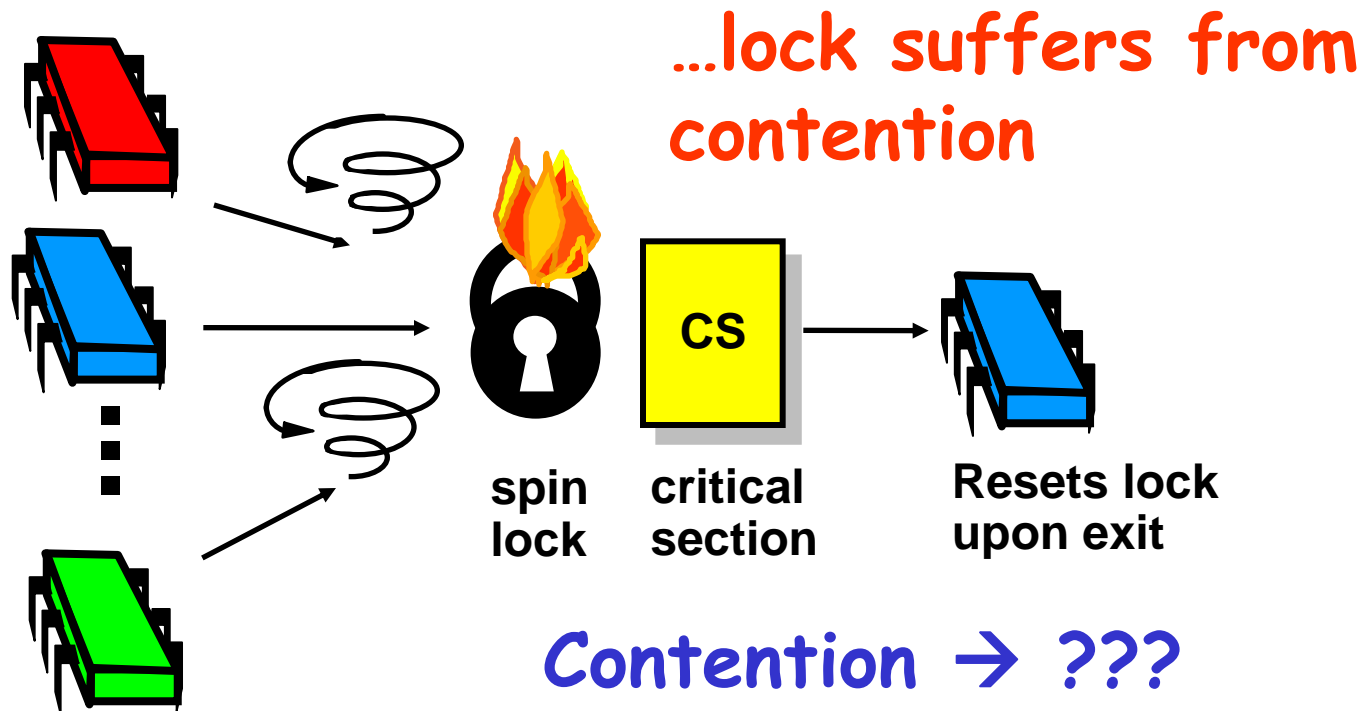 ...lock suffers from
contention
CS
spin
lock
critical
section
Resets lock
upon exit
Contention → ???